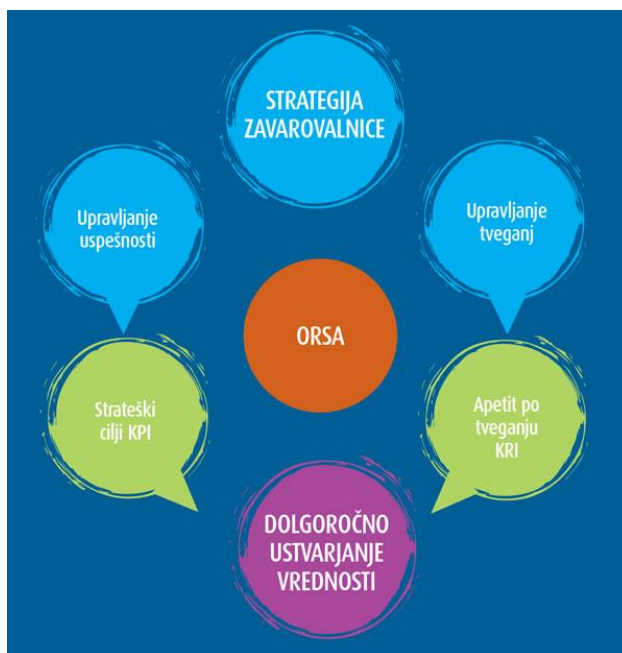 STRATEGIJA
ZAVAROVALNICE
Upravljanje
uspešnosti
Upravljanje
tveganj
ORSA
Strateški
cilji KPI
Apetit po
tveganju
KRI
DOLGOROČNO
USTVARJANJE
VREDNOSTI